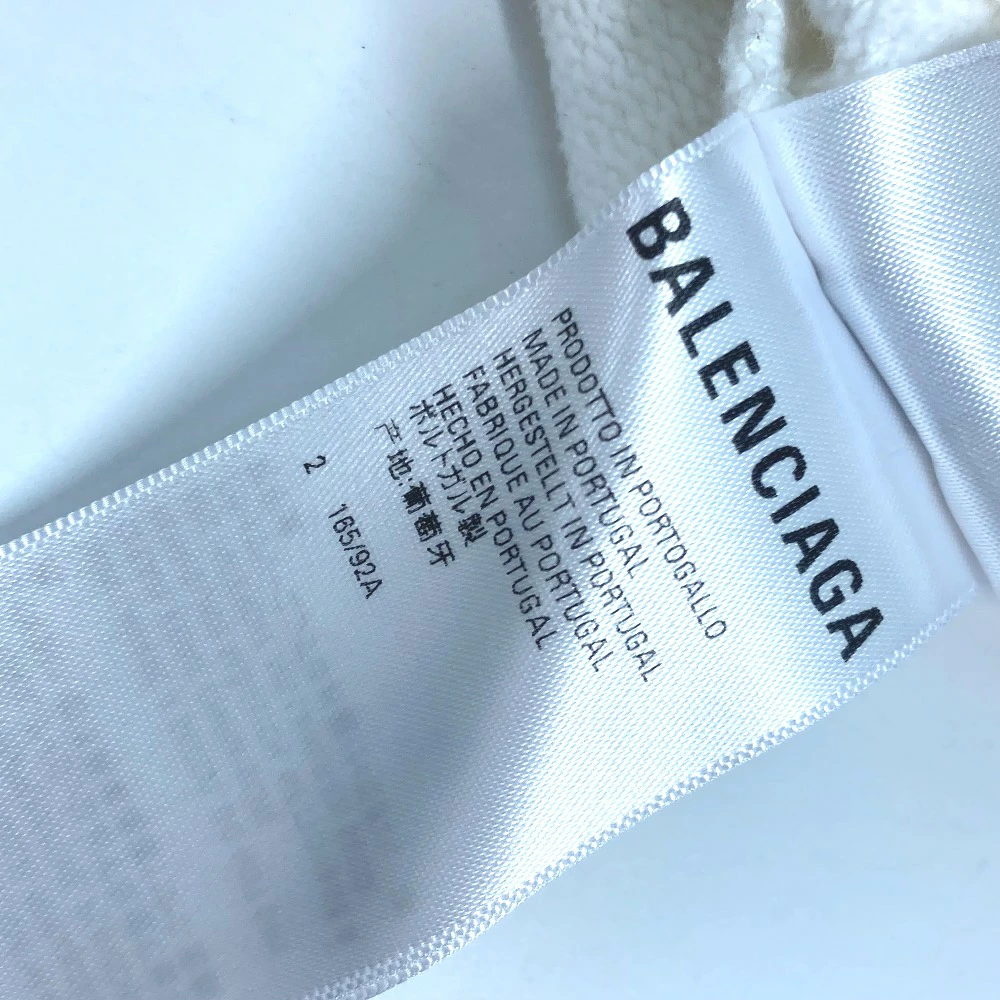 BALENCIAGA
PRODOTTO IN PORTOGALLO
MADE IN PORTUGAL
HERGESTELLT IN PORTUGAL
FABRIQUE AU PORTUGAL
HECHO EN PORTUGAL
ポルトガル製
产地:葡萄牙
2 165/92A